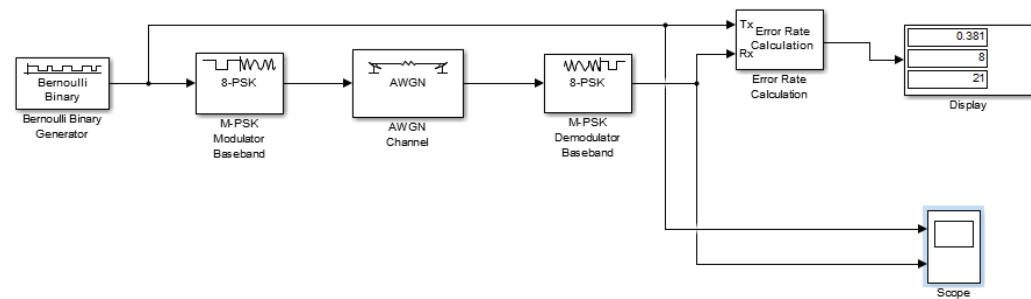 Bernoulli
Binary
Bernoulli Binary
Generator
8-PSK
M-PSK
Modulator
Baseband
AWGN
AWGN
Channel
8-PSK
M-PSK
Demodulator
Baseband
Tx
Rx
Error Rate
Calculation
Error Rate
Calculation
0.381
8
21
Display
Scope